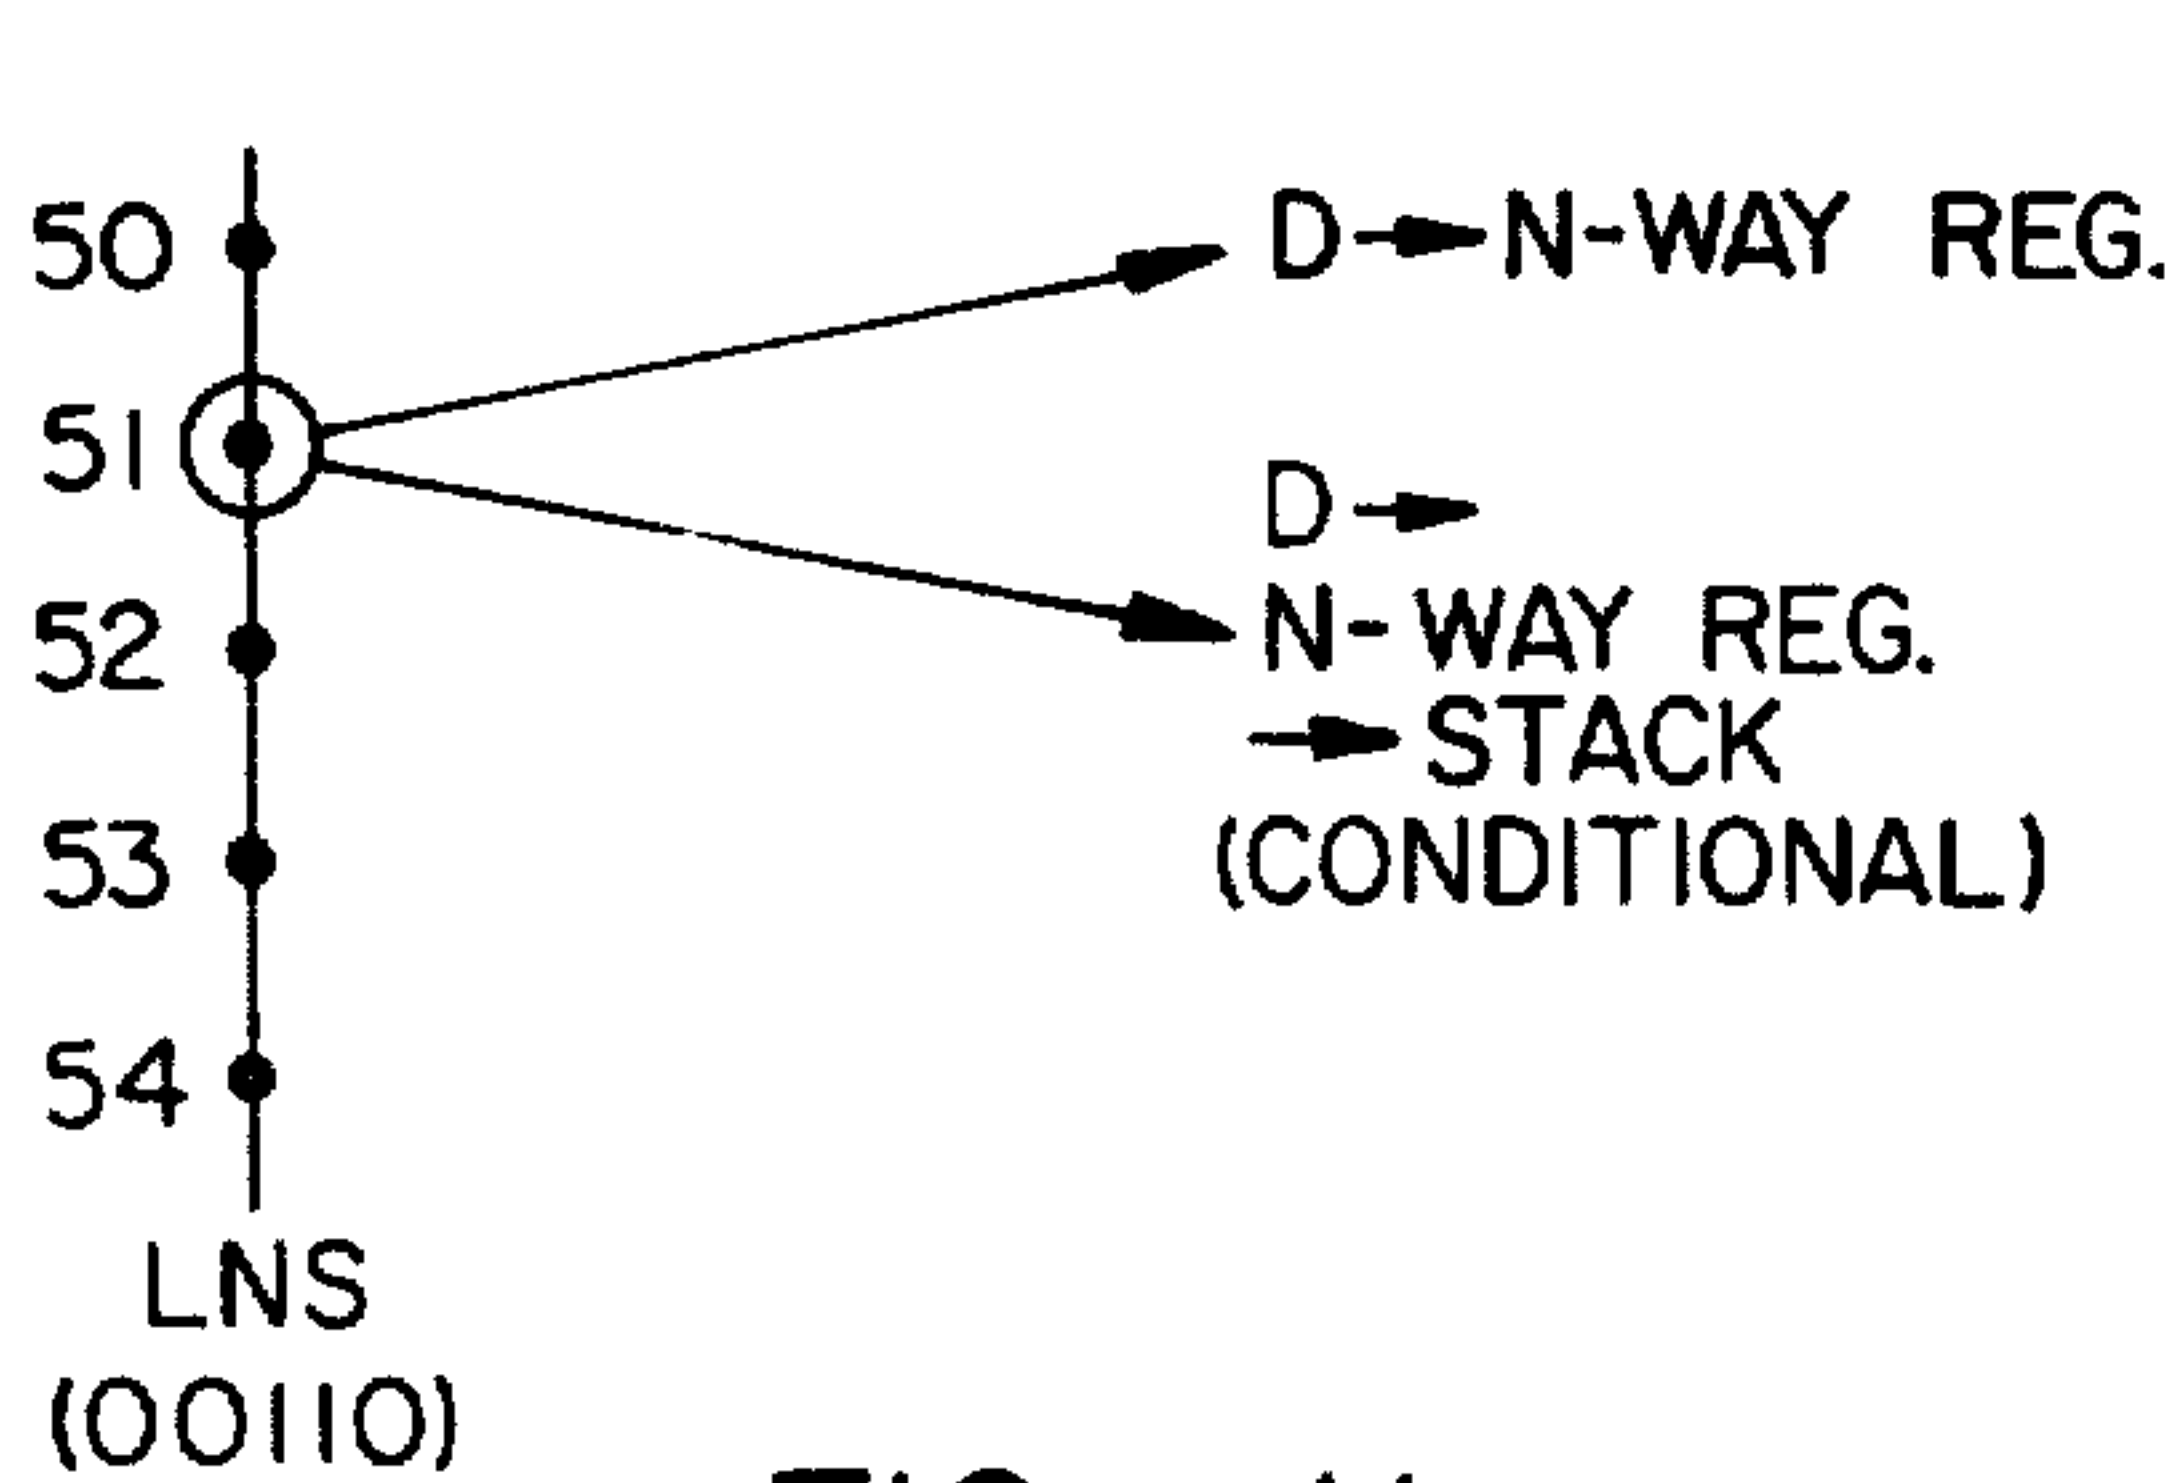 50
D→N-WAY REG.
51
D→
52
N-WAY REG.
→STACK
53
(CONDITIONAL)
54
LNS
(00110)